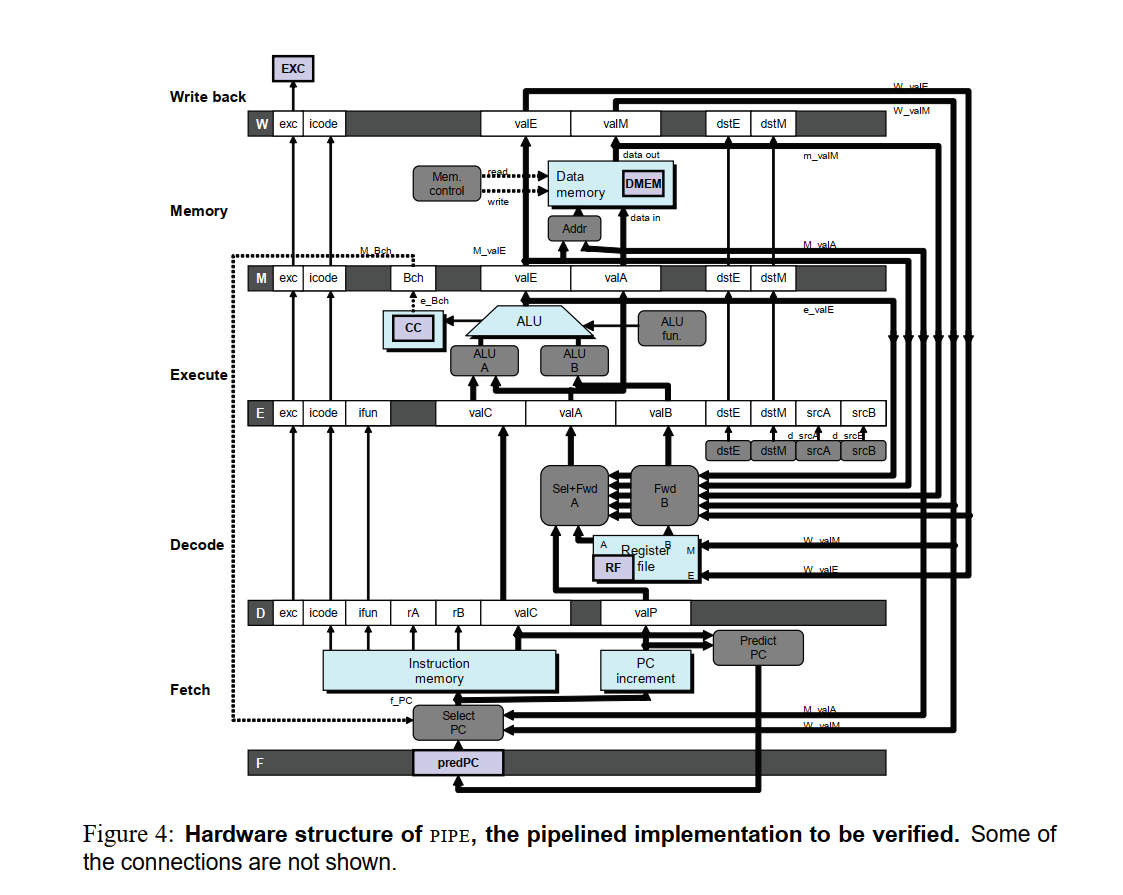 EXC
Write back
W_valE
W exc icode valE valM dstE dstM
W_valM
data out
m_valM
Mem. control
read
write
Data memory
DMEM
Memory
data in
Addr
M_Bch
M_valE
M_valA
M exc icode Bch valE valA dstE dstM
e_Bch
e_valE
CC
ALU
ALU fun.
ALU A
ALU B
Execute
E exc icode ifun valC valA valB dstE dstM srcA srcB
d_srcA d_srcB
dstE dstM srcA srcB
Sel+Fwd A
Fwd B
Decode
A B
Register file
M
W_valM
RF
E
W_valE
D exc icode ifun rA rB valC valP
Predict PC
Instruction memory
PC increment
Fetch
f_PC
Select PC
M_valA
W_valM
F predPC
Figure 4: Hardware structure of PIPE, the pipelined implementation to be verified. Some of
the connections are not shown.